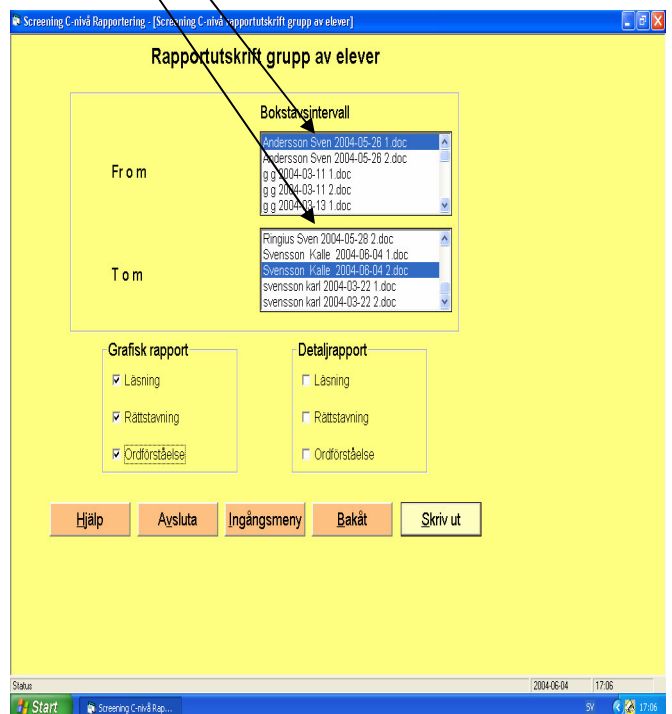 Screening C-nivå Rapportering - [Screening C-nivå rapportutskrift grupp av elever]
Rapportutskrift grupp av elever
Bokstavsintervall
Fr o m
Andersson Sven 2004-05-26 1.doc
Andersson Sven 2004-05-26 2.doc
g g 2004-03-11 1.doc
g g 2004-03-11 2.doc
g g 2004-03-13 1.doc
T o m
Ringius Sven 2004-05-28 2.doc
Svensson Kalle 2004-06-04 1.doc
Svensson Kalle 2004-06-04 2.doc
svensson karl 2004-03-22 1.doc
svensson karl 2004-03-22 2.doc
Grafisk rapport
Läsning
Rättstavning
Ordförståelse
Detaljrapport
Läsning
Rättstavning
Ordförståelse
Hjälp Avsluta Ingångsmeny Bakåt Skriv ut
Status 2004-06-04 17:06
Start Screening C-nivå Rap... SV 17:06